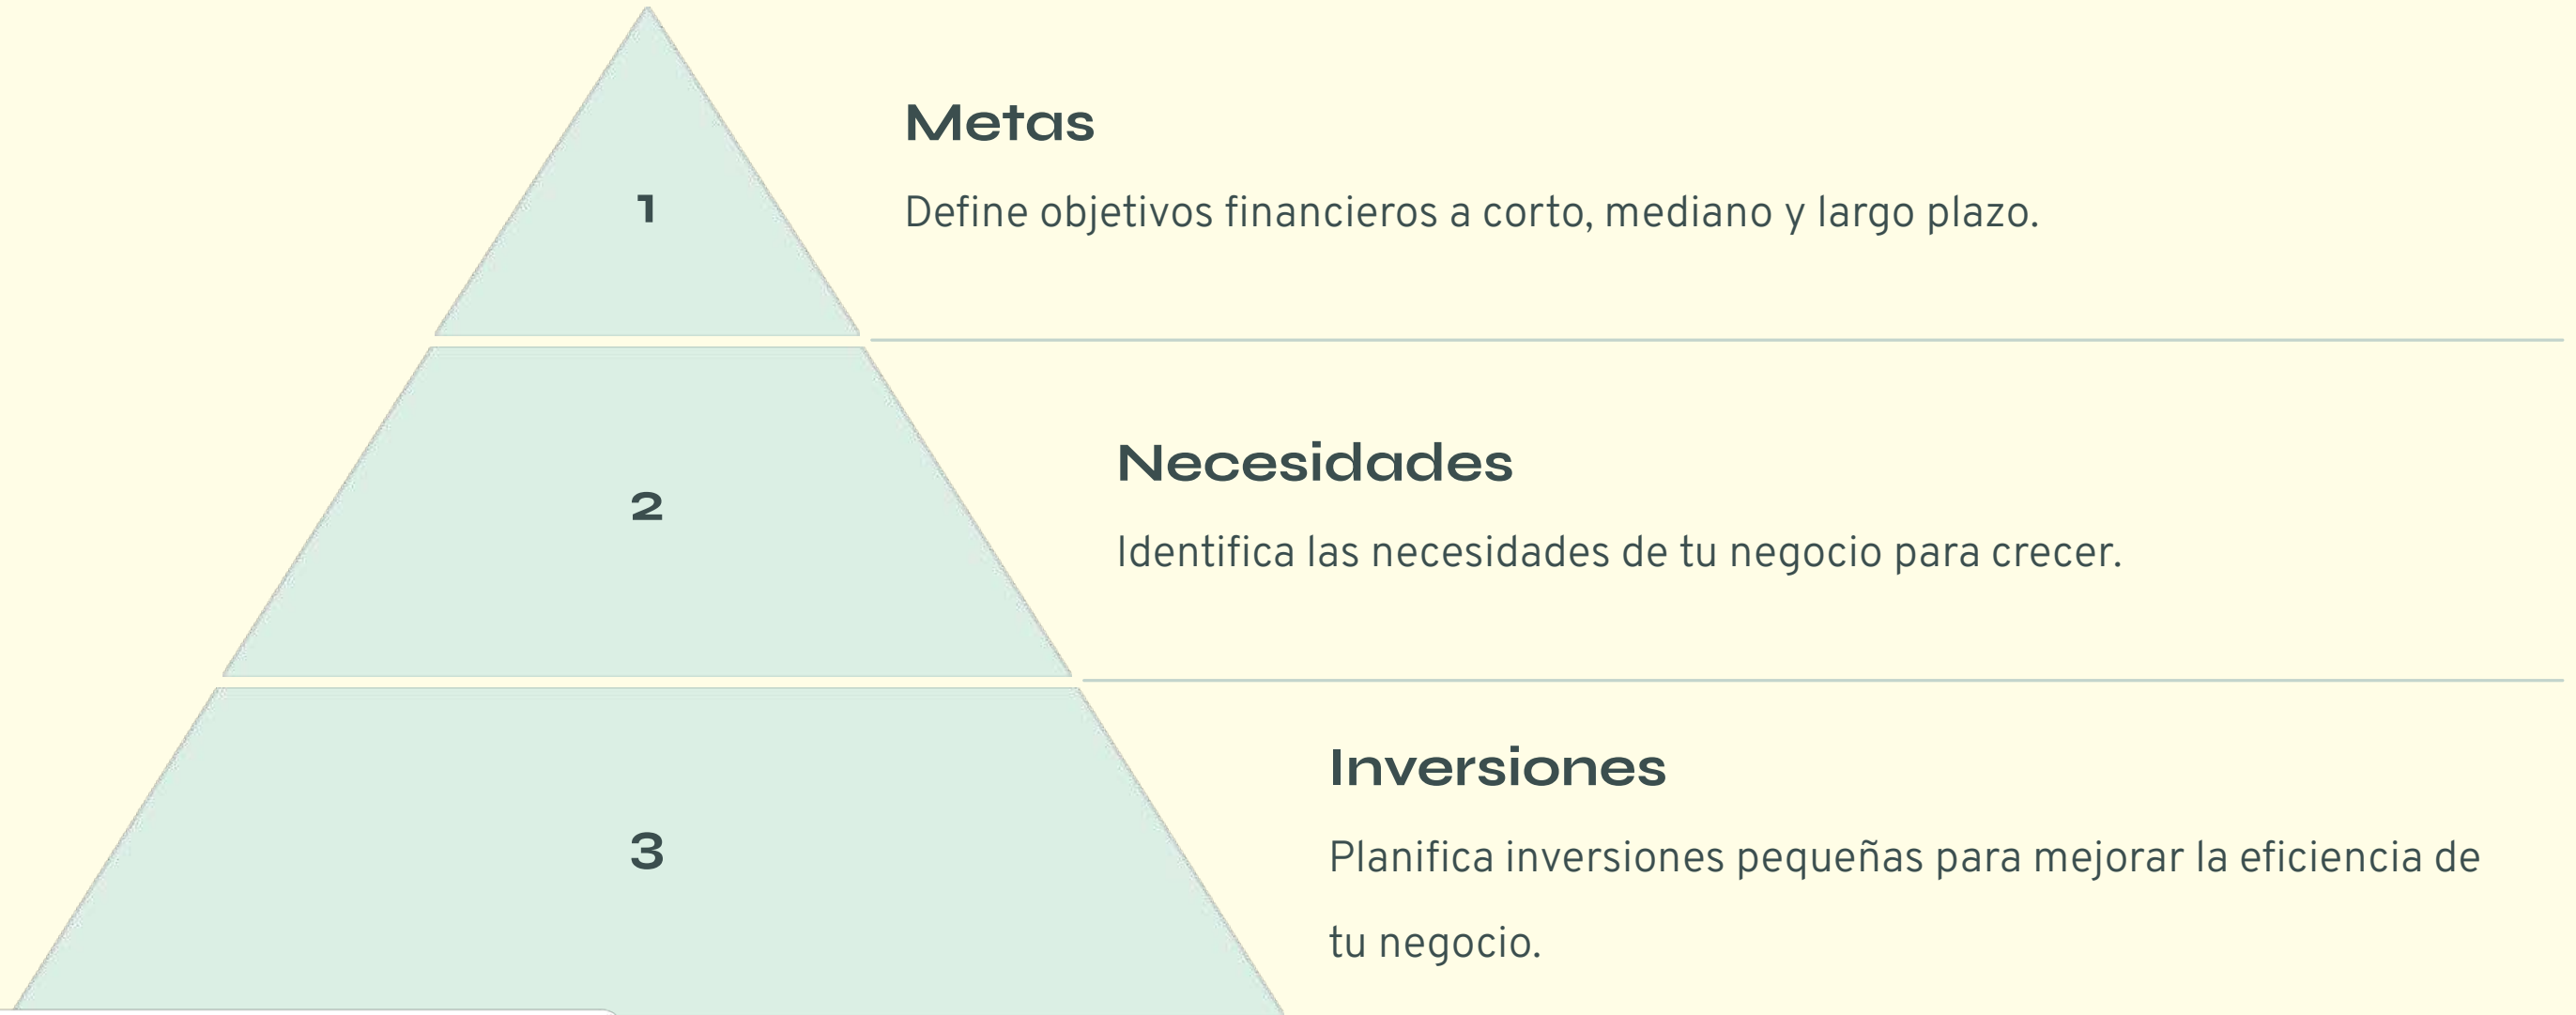 1
Metas
Define objetivos financieros a corto, mediano y largo plazo.
2
Necesidades
Identifica las necesidades de tu negocio para crecer.
3
Inversiones
Planifica inversiones pequeñas para mejorar la eficiencia de
tu negocio.